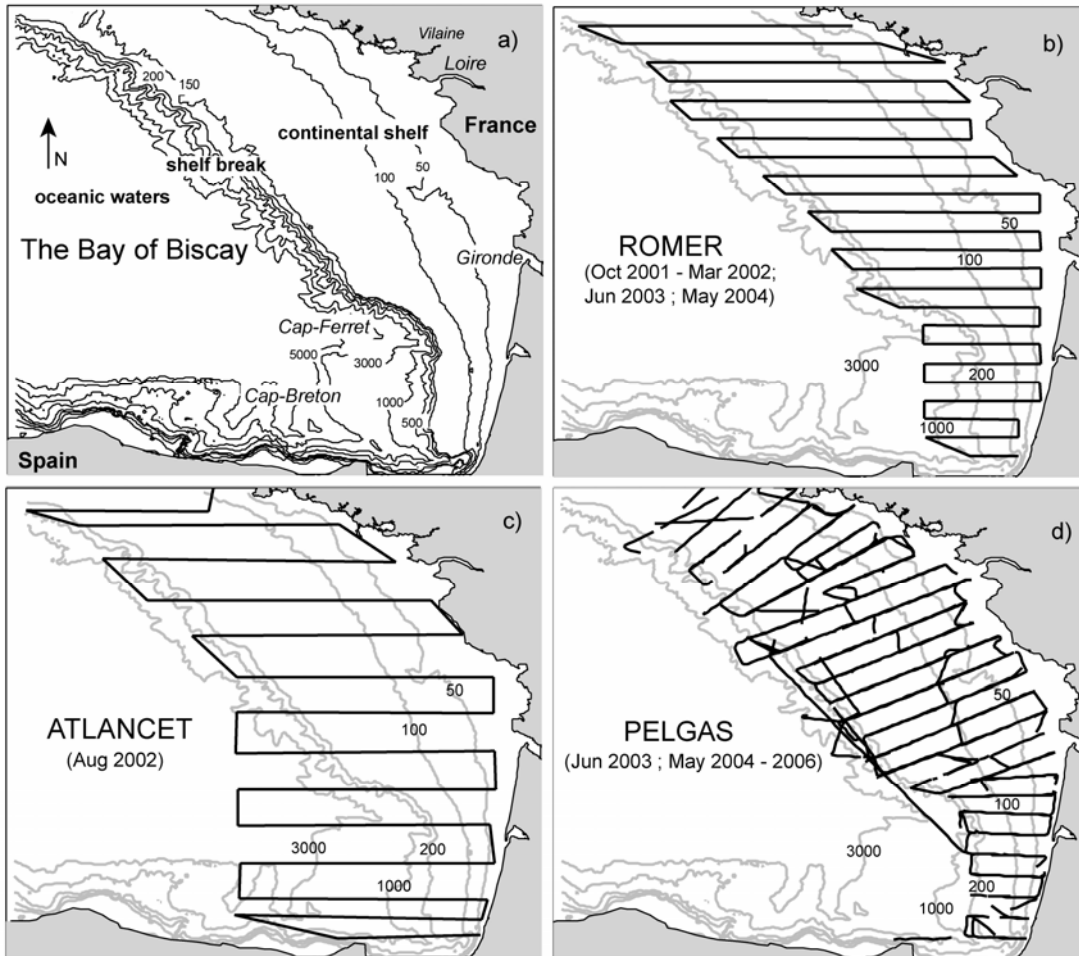 a)
Vilaine
Loire
200
150
continental shelf
France
N
shelf break
50
100
oceanic waters
The Bay of Biscay
Gironde
Cap-Ferret
5000
3000
Cap-Breton
1000
500
Spain
b)
50
ROMER
100
(Oct 2001 - Mar 2002;
Jun 2003 ; May 2004)
3000
200
1000
c)
50
ATLANCET
100
(Aug 2002)
3000
200
1000
d)
50
PELGAS
(Jun 2003 ; May 2004 - 2006)
100
3000
200
1000